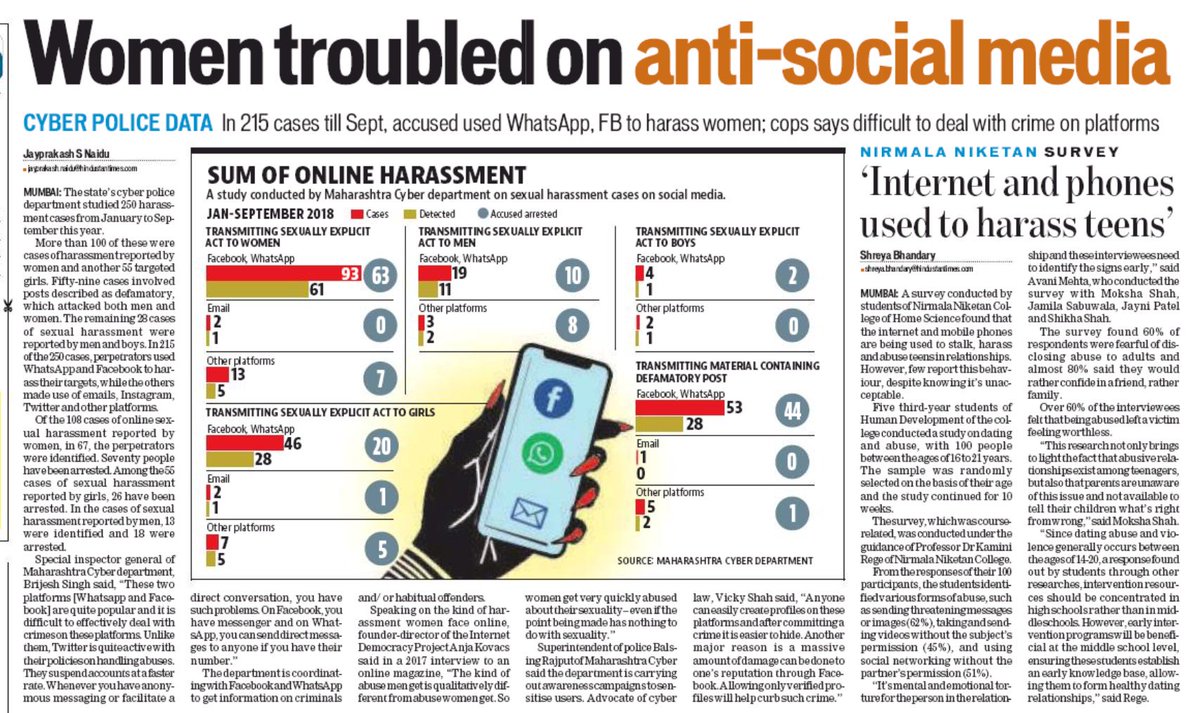 Women troubled on anti-social media
CYBER POLICE DATA In 215 cases till Sept, accused used WhatsApp, FB to harass women; cops says difficult to deal with crime on platforms
Jayprakash S Naidu
jayprakash.naidu@hindustantimes.com
MUMBAI: The state's cyber police
department studied 250 harass-
ment cases from January to Sep-
tember this year.
More than 100 of these were
cases of harassment reported by
women and another 55 targeted
girls. Fifty-nine cases involved
posts described as defamatory,
which attacked both men and
women. The remaining 28 cases
of sexual harassment were
reported by men and boys. In 215
of the 250 cases, perpetrators used
WhatsApp and Facebook to har-
ass their targets, while the others
made use of emails, Instagram,
Twitter and other platforms.
Of the 108 cases of online sex-
ual harassment reported by
women, in 67, the perpetrators
were identified. Seventy people
have been arrested. Among the 55
cases of sexual harassment
reported by girls, 26 have been
arrested. In the cases of sexual
harassment reported by men, 13
were identified and 18 were
arrested.
Special inspector general of
Maharashtra Cyber department,
Brijesh Singh said, "These two
platforms [Whatsapp and Face-
book] are quite popular and it is
difficult to effectively deal with
crimes on these platforms. Unlike
them, Twitter is quite active with
their policies on handling abuses.
They suspend accounts at a faster
rate. Whenever you have anony-
mous messaging or facilitate a
SUM OF ONLINE HARASSMENT
A study conducted by Maharashtra Cyber department on sexual harassment cases on social media.
JAN-SEPTEMBER 2018 Cases Detected Accused arrested
TRANSMITTING SEXUALLY EXPLICIT
ACT TO WOMEN
Facebook, WhatsApp
93 63
61
Email
2 0
1
Other platforms
13 7
5
TRANSMITTING SEXUALLY EXPLICIT ACT TO GIRLS
Facebook, WhatsApp
46 20
28
Email
2 1
1
Other platforms
7 5
5
TRANSMITTING SEXUALLY EXPLICIT
ACT TO MEN
Facebook, WhatsApp
19 10
11
Other platforms
3 8
2
TRANSMITTING SEXUALLY EXPLICIT
ACT TO BOYS
Facebook, WhatsApp
4 2
1
Other platforms
2 0
1
TRANSMITTING MATERIAL CONTAINING
DEFAMATORY POST
Facebook, WhatsApp
53 44
28
Email
1 0
0
Other platforms
5 1
2
SOURCE: MAHARASHTRA CYBER DEPARTMENT
direct conversation, you have
such problems. On Facebook, you
have messenger and on What-
sApp, you can send direct messa-
ges to anyone if you have their
number."
The department is coordinat-
ing with Facebook and WhatsApp
to get information on criminals
and/ or habitual offenders.
Speaking on the kind of har-
assment women face online,
founder-director of the Internet
Democracy Project Anja Kovacs
said in a 2017 interview to an
online magazine, "The kind of
abuse men get is qualitatively dif-
ferent from abuse women get. So
women get very quickly abused
about their sexuality – even if the
point being made has nothing to
do with sexuality."
Superintendent of police Bals-
ing Rajput of Maharashtra Cyber
said the department is carrying
out awareness campaigns to sen-
sitise users. Advocate of cyber
law, Vicky Shah said, "Anyone
can easily create profiles on these
platforms and after committing a
crime it is easier to hide. Another
major reason is a massive
amount of damage can be done to
one's reputation through Face-
book. Allowing only verified pro-
files will help curb such crime."
NIRMALA NIKETAN SURVEY
'Internet and phones
used to harass teens'
Shreya Bhandary
shreya.bhandary@hindustantimes.com
MUMBAI: A survey conducted by
students of Nirmala Niketan Col-
lege of Home Science found that
the internet and mobile phones
are being used to stalk, harass
and abuse teens in relationships.
However, few report this behav-
iour, despite knowing it's unac-
ceptable.
Five third-year students of
Human Development of the col-
lege conducted a study on dating
and abuse, with 100 people
between the ages of 16 to 21 years.
The sample was randomly
selected on the basis of their age
and the study continued for 10
weeks.
The survey, which was course-
related, was conducted under the
guidance of Professor Dr Kamini
Rege of Nirmala Niketan College.
From the responses of their 100
participants, the students identi-
fied various forms of abuse, such
as sending threatening messages
or images (62%), taking and send-
ing videos without the subject's
permission (45%), and using
social networking without the
partner's permission (51%).
"It's mental and emotional tor-
ture for the person in the relation-
ship and these interviewees need
to identify the signs early," said
Avani Mehta, who conducted the
survey with Moksha Shah,
Jamila Sabuwala, Jayni Patel
and Shikha Shah.
The survey found 60% of
respondents were fearful of dis-
closing abuse to adults and
almost 80% said they would
rather confide in a friend, rather
family.
Over 60% of the interviewees
felt that being abused left a victim
feeling worthless.
"This research not only brings
to light the fact that abusive rela-
tionships exist among teenagers,
but also that parents are unaware
of this issue and not available to
tell their children what's right
from wrong," said Moksha Shah.
"Since dating abuse and vio-
lence generally occurs between
the ages of 14-20, a response found
out by students through other
researches, intervention resour-
ces should be concentrated in
high schools rather than in mid-
dle schools. However, early inter-
vention programs will be benefi-
cial at the middle school level,
ensuring these students establish
an early knowledge base, allow-
ing them to form healthy dating
relationships," said Rege.